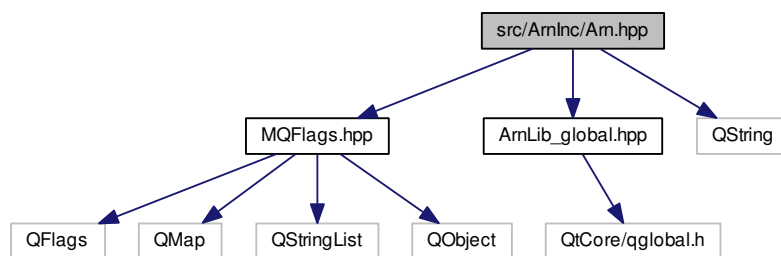 src/ArnInc/Arn.hpp
MQFlags.hpp
ArnLib_global.hpp
QString
QFlags
QMap
QStringList
QObject
QtCore/qglobal.h